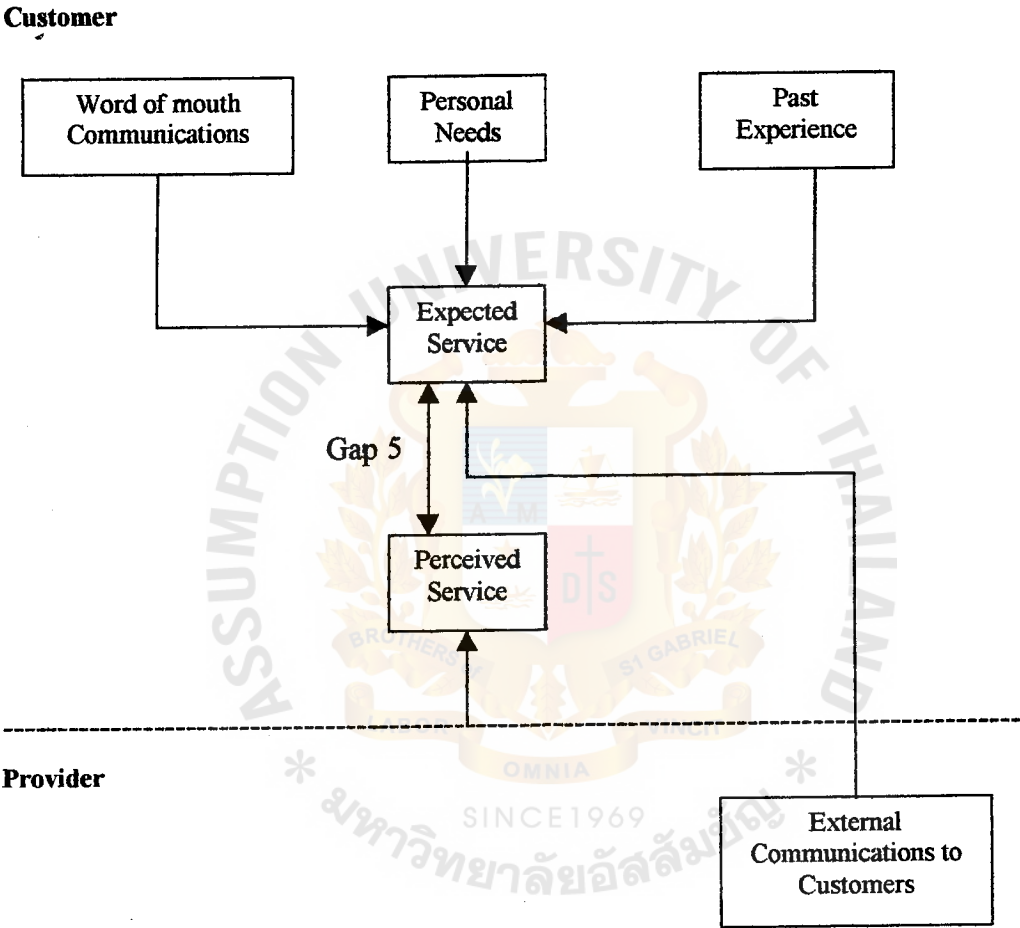 Customer
Word of mouth
Communications
Personal
Needs
Past
Experience
Expected
Service
Gap 5
Perceived
Service
Provider
External
Communications to
Customers
ASSUMPTION UNIVERSITY OF THAILAND
A M
D S
BROTHERS OF
ST GABRIEL
LABOR
VINCIT
OMNIA
SINCE1969
มหาวิทยาลัยอัสสัมชัญ